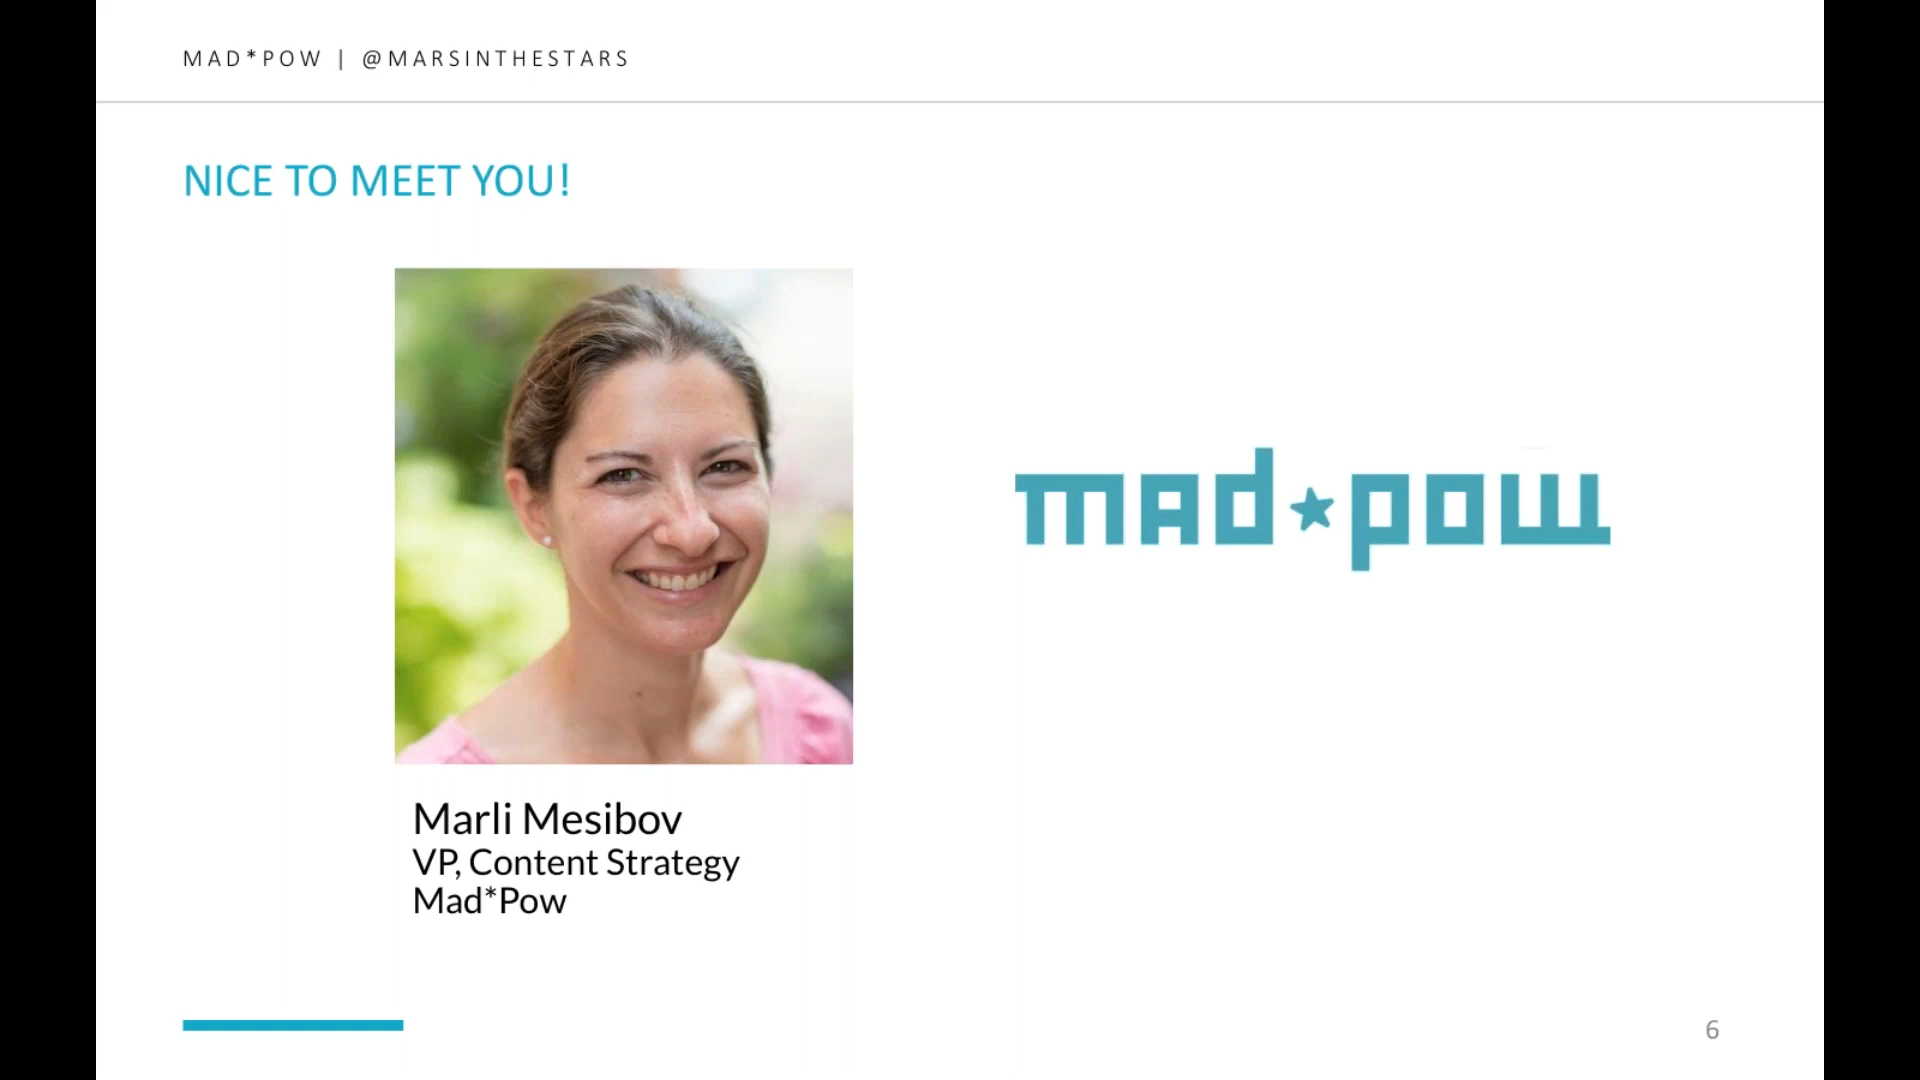 MAD*POW | @MARSINTHESTARS
NICE TO MEET YOU!
mad★pow
Marli Mesibov
VP, Content Strategy
Mad*Pow
6